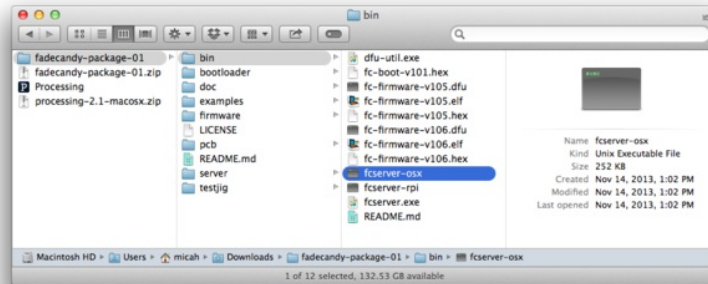 bin
fadecandy-package-01
fadecandy-package-01.zip
Processing
processing-2.1-macosx.zip
bin
bootloader
doc
examples
firmware
LICENSE
pcb
README.md
server
testjig
dfu-util.exe
fc-boot-v101.hex
fc-firmware-v105.dfu
fc-firmware-v105.elf
fc-firmware-v105.hex
fc-firmware-v106.dfu
fc-firmware-v106.elf
fc-firmware-v106.hex
fcserver-osx
fcserver-rpi
fcserver.exe
README.md
Name fcserver-osx
Kind Unix Executable File
Size 252 KB
Created Nov 14, 2013, 1:02 PM
Modified Nov 14, 2013, 1:02 PM
Last opened Nov 14, 2013, 1:02 PM
Macintosh HD ▸ Users ▸ micah ▸ Downloads ▸ fadecandy-package-01 ▸ bin ▸ fcserver-osx
1 of 12 selected, 132.53 GB available